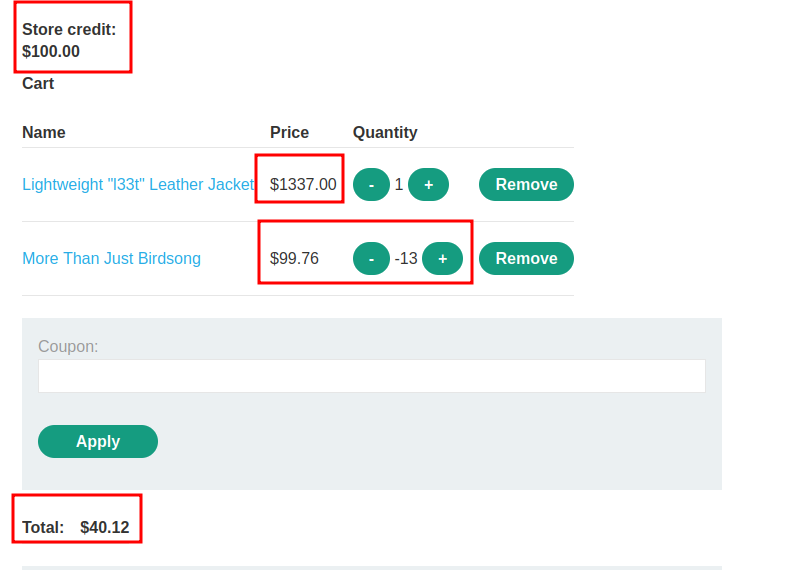 Store credit:
$100.00
Cart
Name Price Quantity
Lightweight "l33t" Leather Jacket $1337.00 - 1 + Remove
More Than Just Birdsong $99.76 - -13 + Remove
Coupon:
Apply
Total: $40.12